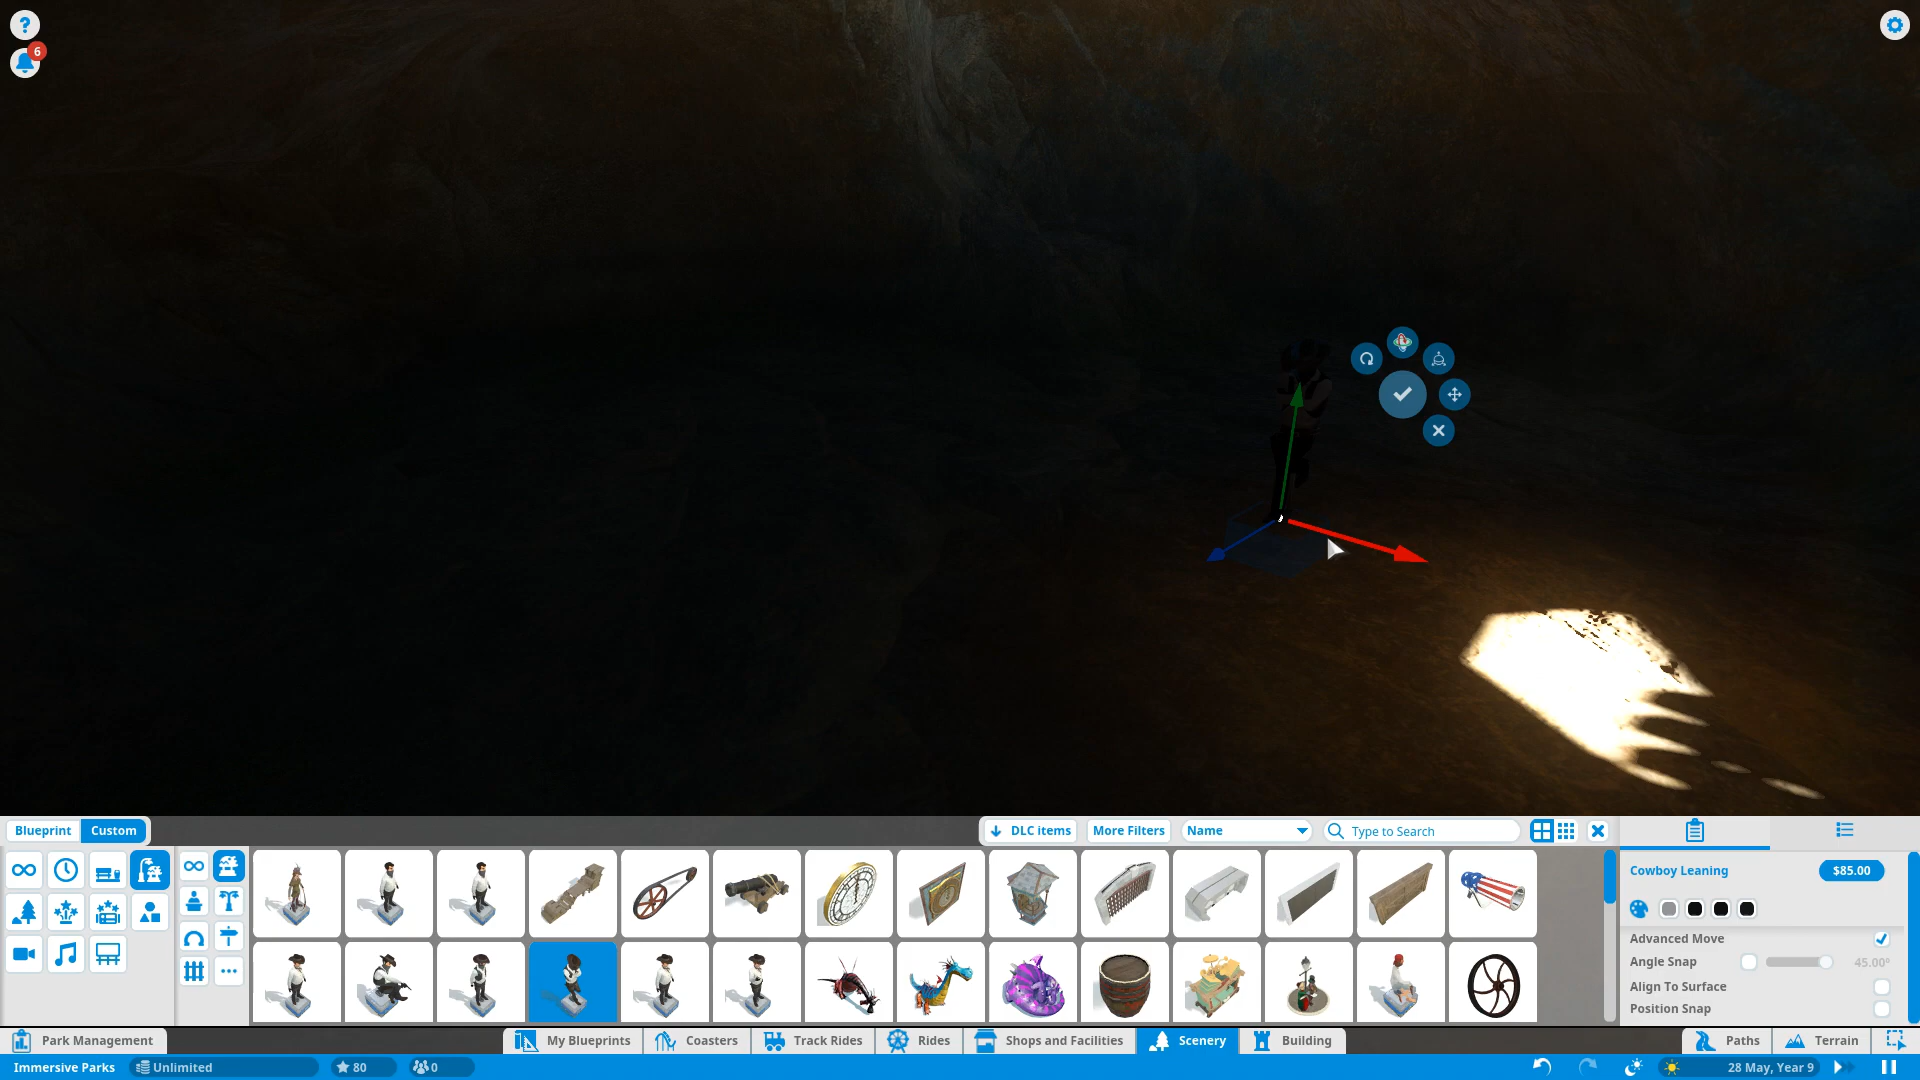 ?
6
Blueprint Custom
DLC items More Filters Name Type to Search
Cowboy Leaning $85.00
Advanced Move
Angle Snap 45.00°
Align To Surface
Position Snap
Park Management My Blueprints Coasters Track Rides Rides Shops and Facilities Scenery Building Paths Terrain
Immersive Parks Unlimited 80 0 28 May, Year 9